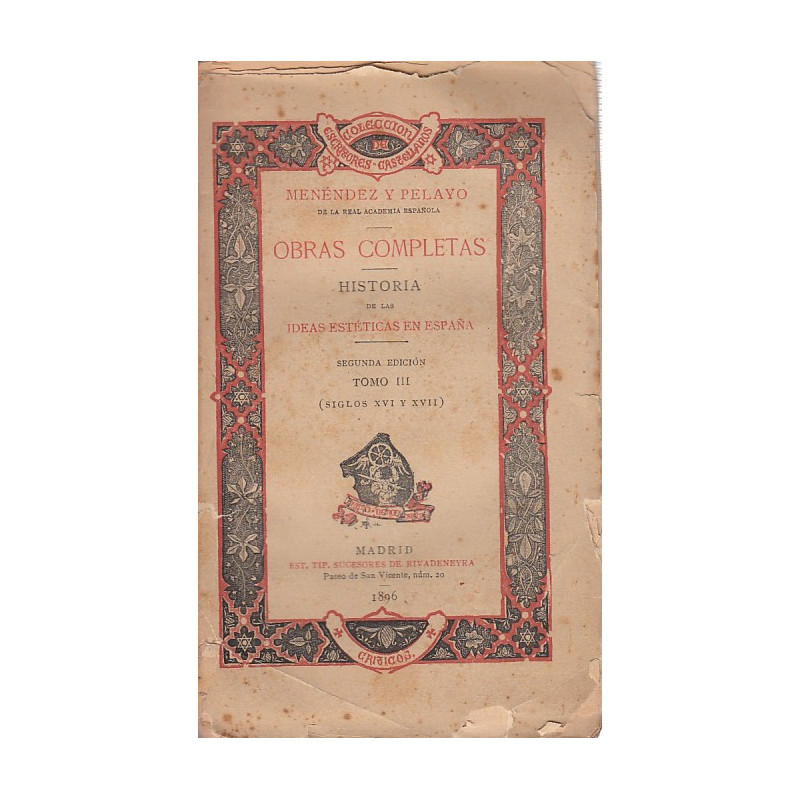 COLECCION
DE
ESCRITORES-CASTELLANOS
MENÉNDEZ Y PELAYO
DE LA REAL ACADEMIA ESPAÑOLA
OBRAS COMPLETAS
HISTORIA
DE LAS
IDEAS ESTÉTICAS EN ESPAÑA
SEGUNDA EDICIÓN
TOMO III
(SIGLOS XVI Y XVII)
MADRID
EST. TIP. SUCESORES DE RIVADENEYRA
Paseo de San Vicente, núm. 20
1896
CRITICOS.